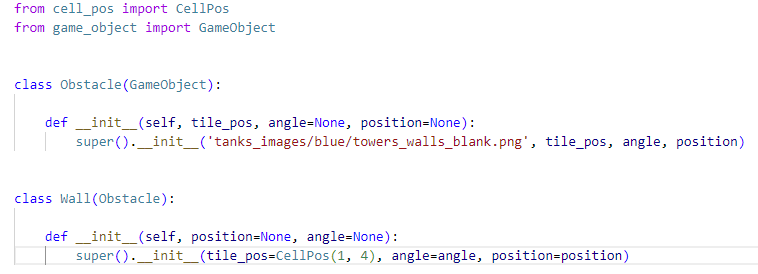 from cell_pos import CellPos
from game_object import GameObject
class Obstacle(GameObject):
def __init__(self, tile_pos, angle=None, position=None):
super().__init__('tanks_images/blue/towers_walls_blank.png', tile_pos, angle, position)
class Wall(Obstacle):
def __init__(self, position=None, angle=None):
super().__init__(tile_pos=CellPos(1, 4), angle=angle, position=position)